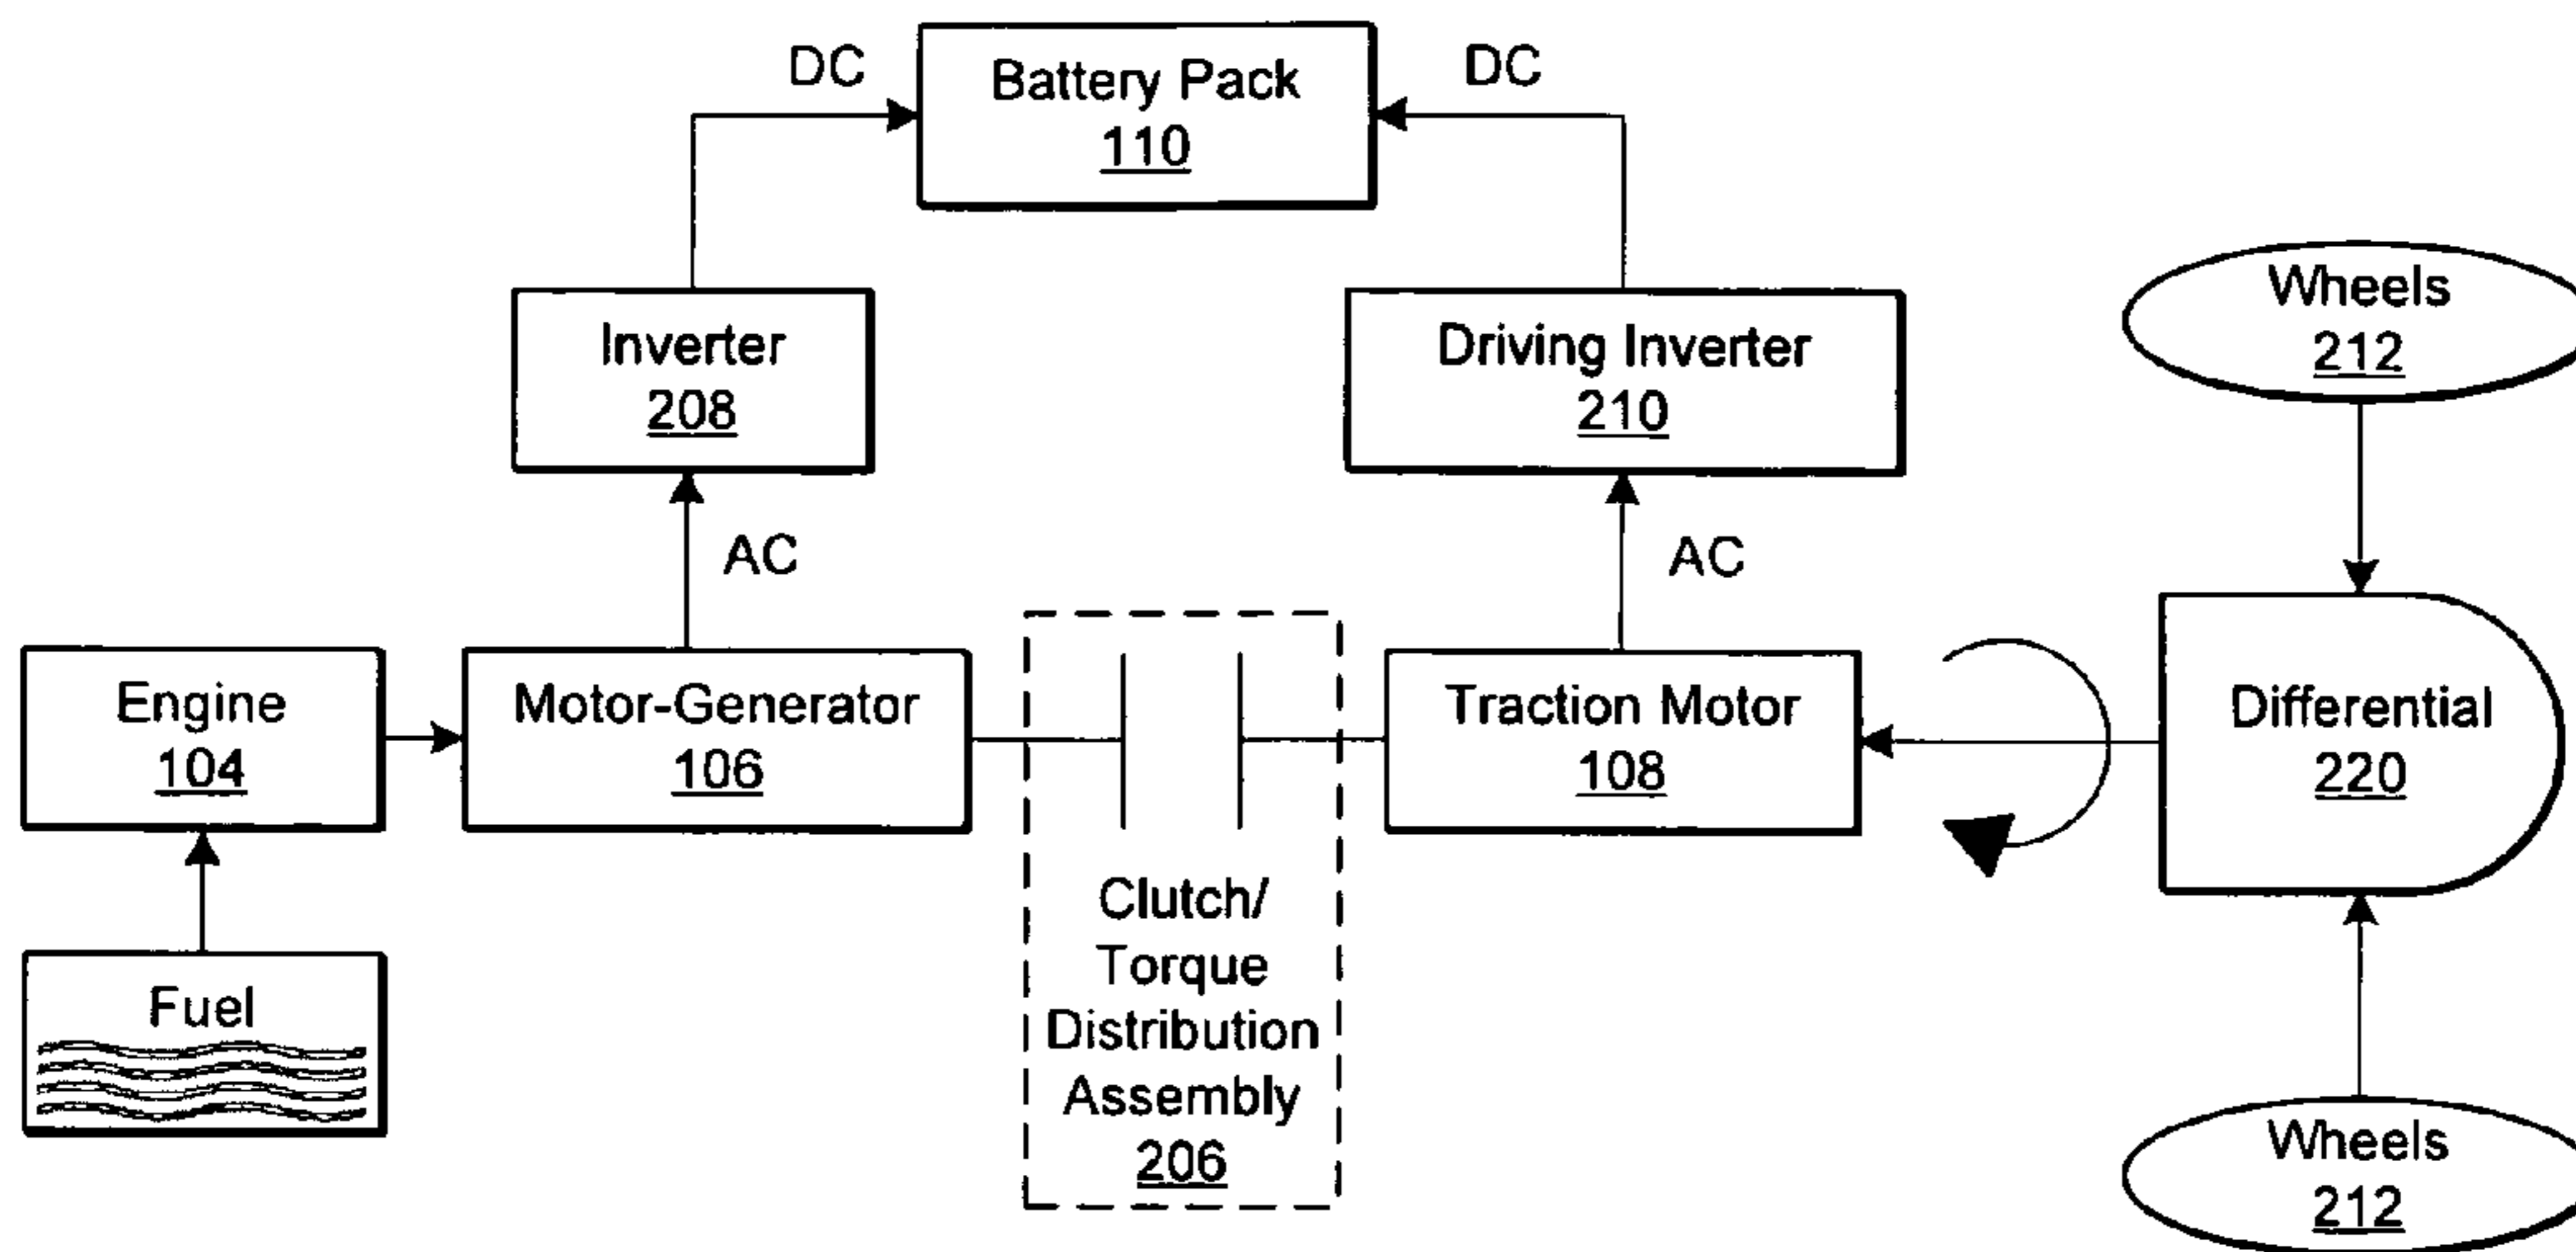 DC
Battery Pack
110
DC
Inverter
208
Driving Inverter
210
Wheels
212
AC
AC
Engine
104
Motor-Generator
106
Traction Motor
108
Differential
220
Clutch/
Torque
Distribution
Assembly
206
Fuel
Wheels
212